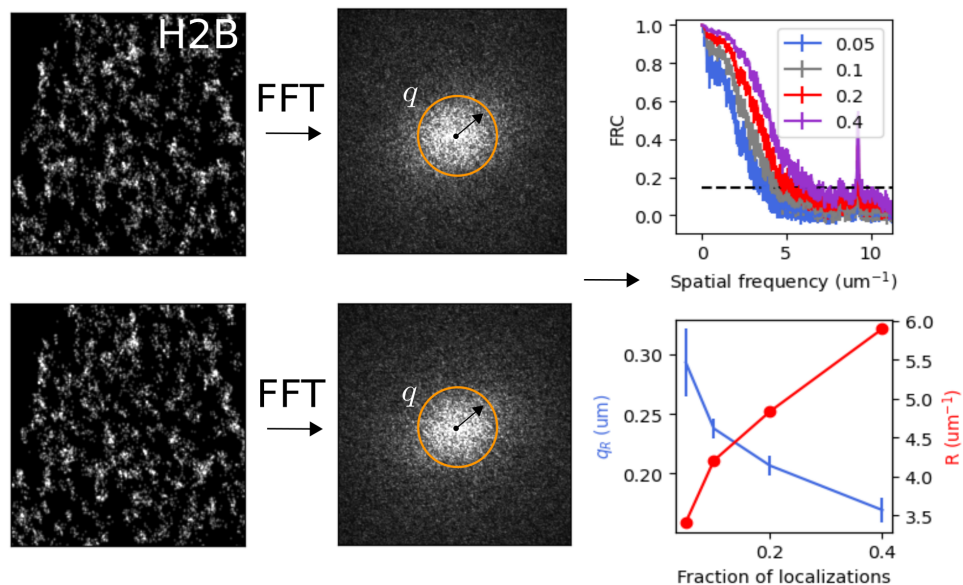 H2B
FFT
q
FFT
q
1.0
0.8
0.6
0.4
0.2
0.0
FRC
0.05
0.1
0.2
0.4
0
5
10
Spatial frequency (um⁻¹)
0.30
0.25
0.20
q_R (um)
6.0
5.5
5.0
4.5
4.0
3.5
R (um⁻¹)
0.2
0.4
Fraction of localizations